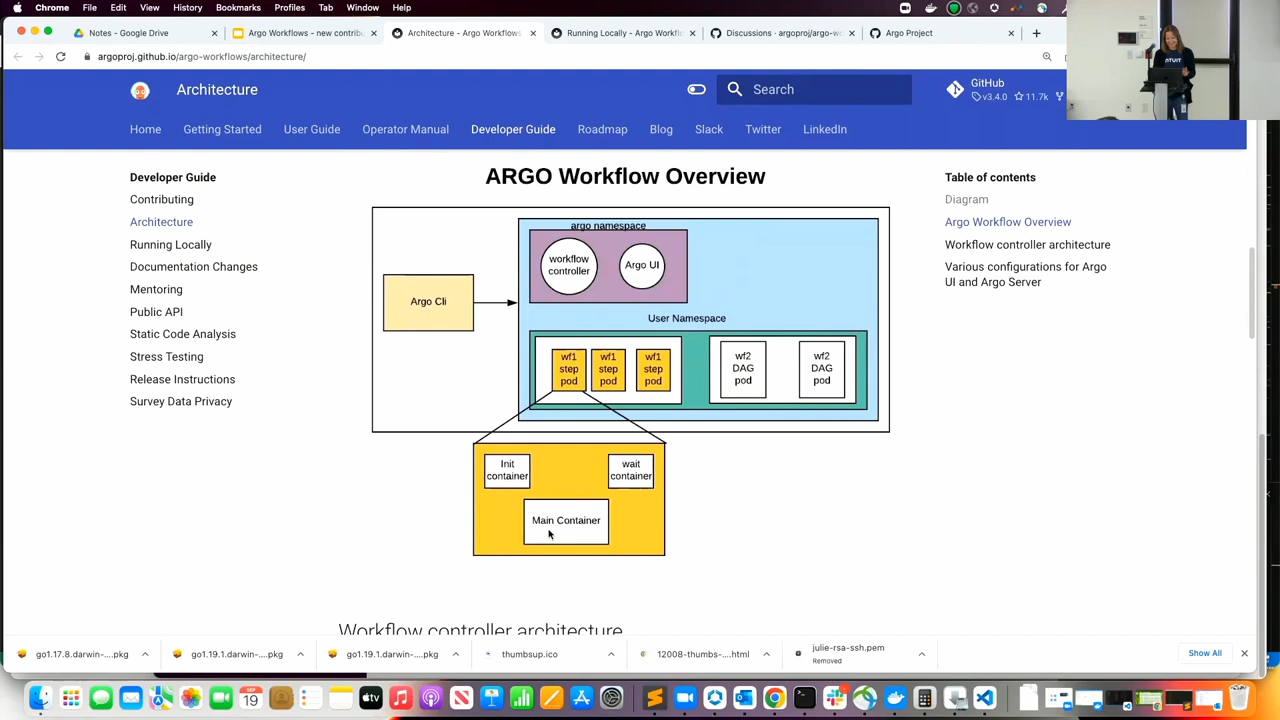 Chrome File Edit View History Bookmarks Profiles Tab Window Help
Notes - Google Drive
Argo Workflows - new contribu
Architecture - Argo Workflows
Running Locally - Argo Workfl
Discussions · argoproj/argo-w
Argo Project
argoproj.github.io/argo-workflows/architecture/
Architecture
Search
GitHub
v3.4.0 11.7k
Home Getting Started User Guide Operator Manual Developer Guide Roadmap Blog Slack Twitter LinkedIn
Developer Guide
Contributing
Architecture
Running Locally
Documentation Changes
Mentoring
Public API
Static Code Analysis
Stress Testing
Release Instructions
Survey Data Privacy
ARGO Workflow Overview
argo namespace
workflow
controller
Argo UI
Argo Cli
User Namespace
wf1
step
pod
wf1
step
pod
wf1
step
pod
wf2
DAG
pod
wf2
DAG
pod
Init
container
wait
container
Main Container
Workflow controller architecture
Table of contents
Diagram
Argo Workflow Overview
Workflow controller architecture
Various configurations for Argo
UI and Argo Server
INTUIT
go1.17.8.darwin-....pkg
go1.19.1.darwin-....pkg
go1.19.1.darwin-....pkg
thumbsup.ico
12008-thumbs-....html
julie-rsa-ssh.pem
Removed
Show All
SEP
19
tv